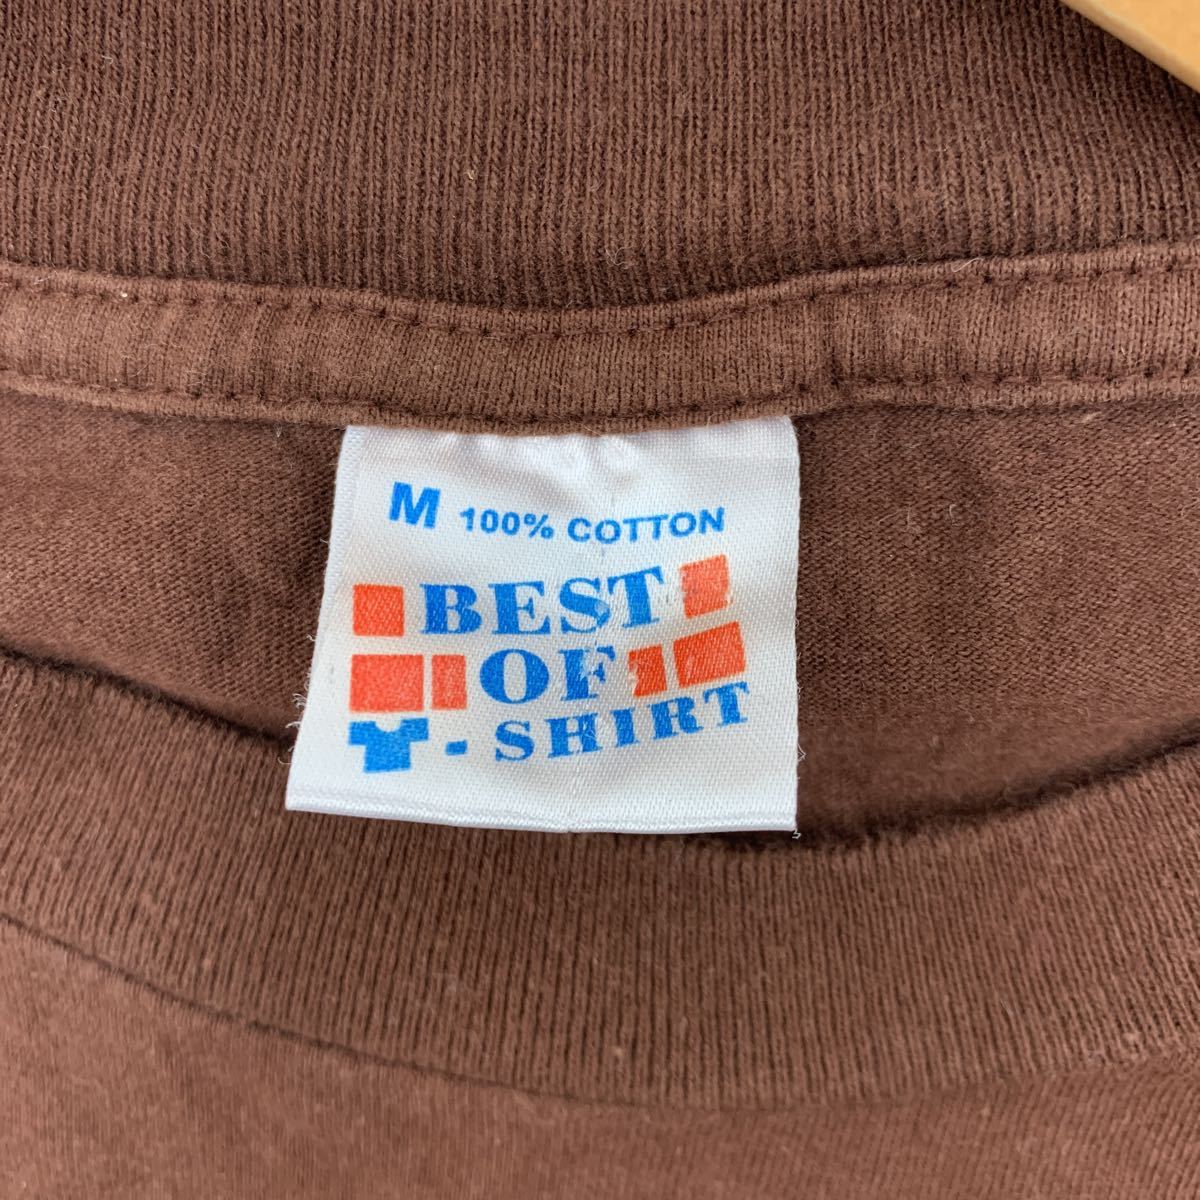 M 100% COTTON
BEST
OF
T-SHIRT